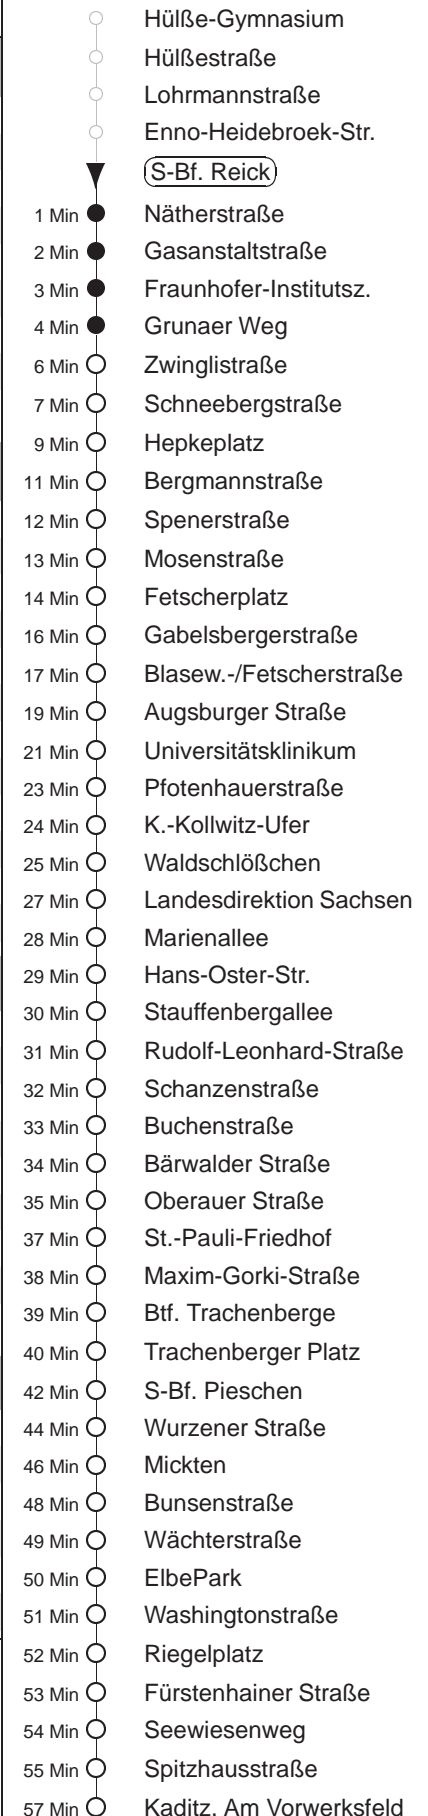 Hülße-Gymnasium
Hülßestraße
Lohrmannstraße
Enno-Heidebroek-Str.
S-Bf. Reick
1 Min Nätherstraße
2 Min Gasanstaltstraße
3 Min Fraunhofer-Institutsz.
4 Min Grunaer Weg
6 Min Zwinglistraße
7 Min Schneebergstraße
9 Min Hepkeplatz
11 Min Bergmannstraße
12 Min Spenerstraße
13 Min Mosenstraße
14 Min Fetscherplatz
16 Min Gabelsbergerstraße
17 Min Blasew.-/Fetscherstraße
19 Min Augsburger Straße
21 Min Universitätsklinikum
23 Min Pfotenhauerstraße
24 Min K.-Kollwitz-Ufer
25 Min Waldschlößchen
27 Min Landesdirektion Sachsen
28 Min Marienallee
29 Min Hans-Oster-Str.
30 Min Stauffenbergallee
31 Min Rudolf-Leonhard-Straße
32 Min Schanzenstraße
33 Min Buchenstraße
34 Min Bärwalder Straße
35 Min Oberauer Straße
37 Min St.-Pauli-Friedhof
38 Min Maxim-Gorki-Straße
39 Min Btf. Trachenberge
40 Min Trachenberger Platz
42 Min S-Bf. Pieschen
44 Min Wurzener Straße
46 Min Mickten
48 Min Bunsenstraße
49 Min Wächterstraße
50 Min ElbePark
51 Min Washingtonstraße
52 Min Riegelplatz
53 Min Fürstenhainer Straße
54 Min Seewiesenweg
55 Min Spitzhausstraße
57 Min Kaditz, Am Vorwerksfeld